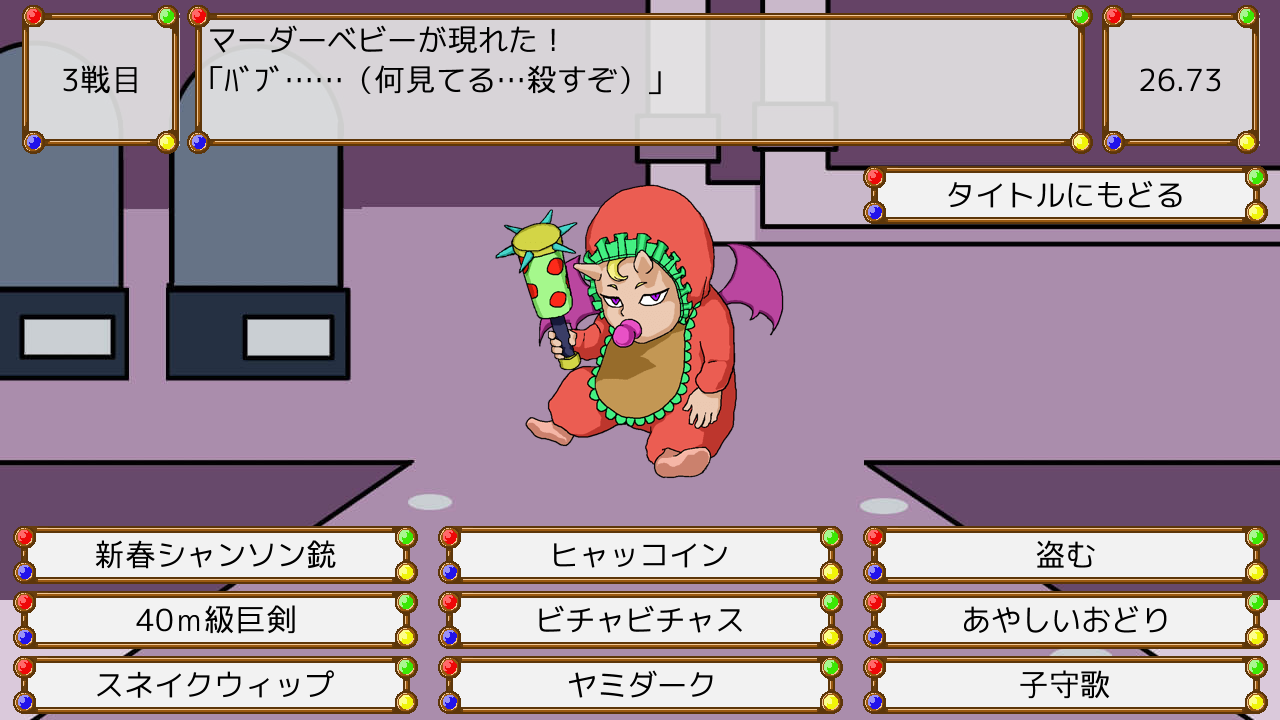 3戦目
マーダーベビーが現れた！
「ﾊﾞﾌﾞ……（何見てる…殺すぞ）」
26.73
タイトルにもどる
新春シャンソン銃
ヒャッコイン
盗む
40ｍ級巨剣
ビチャビチャス
あやしいおどり
スネイクウィップ
ヤミダーク
子守歌